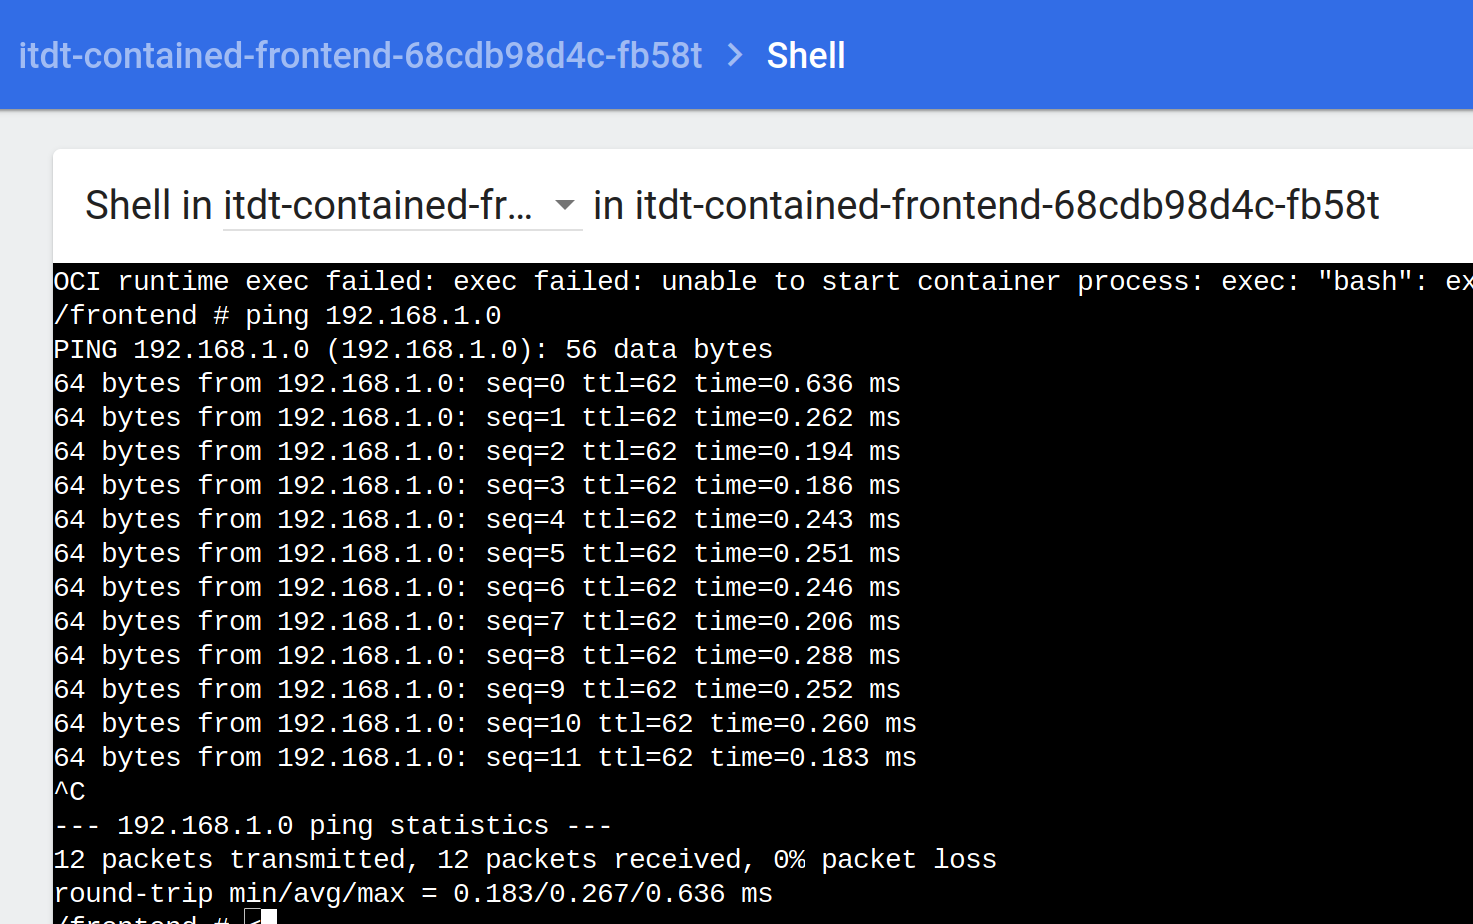 itdt-contained-frontend-68cdb98d4c-fb58t > Shell
Shell in itdt-contained-fr... in itdt-contained-frontend-68cdb98d4c-fb58t
OCI runtime exec failed: exec failed: unable to start container process: exec: "bash": ex
/frontend # ping 192.168.1.0
PING 192.168.1.0 (192.168.1.0): 56 data bytes
64 bytes from 192.168.1.0: seq=0 ttl=62 time=0.636 ms
64 bytes from 192.168.1.0: seq=1 ttl=62 time=0.262 ms
64 bytes from 192.168.1.0: seq=2 ttl=62 time=0.194 ms
64 bytes from 192.168.1.0: seq=3 ttl=62 time=0.186 ms
64 bytes from 192.168.1.0: seq=4 ttl=62 time=0.243 ms
64 bytes from 192.168.1.0: seq=5 ttl=62 time=0.251 ms
64 bytes from 192.168.1.0: seq=6 ttl=62 time=0.246 ms
64 bytes from 192.168.1.0: seq=7 ttl=62 time=0.206 ms
64 bytes from 192.168.1.0: seq=8 ttl=62 time=0.288 ms
64 bytes from 192.168.1.0: seq=9 ttl=62 time=0.252 ms
64 bytes from 192.168.1.0: seq=10 ttl=62 time=0.260 ms
64 bytes from 192.168.1.0: seq=11 ttl=62 time=0.183 ms
^C
--- 192.168.1.0 ping statistics ---
12 packets transmitted, 12 packets received, 0% packet loss
round-trip min/avg/max = 0.183/0.267/0.636 ms
/frontend #